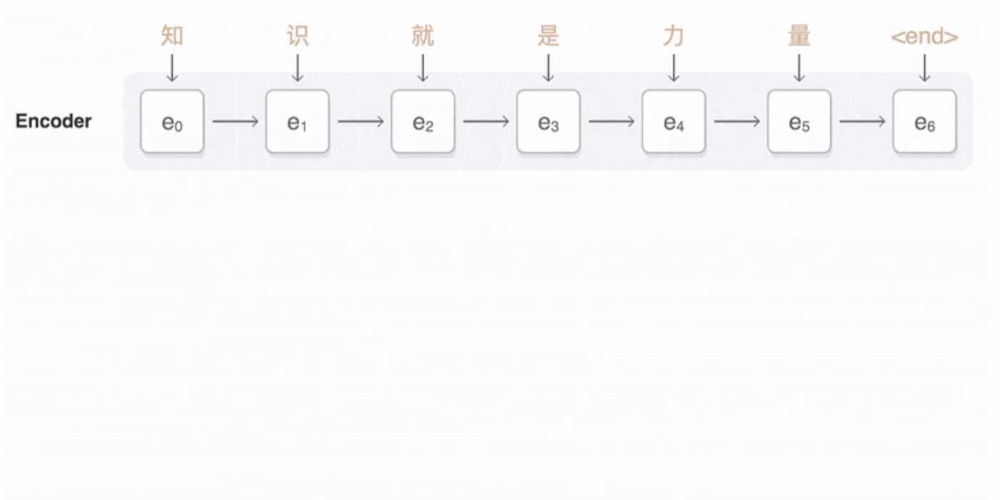 知 识 就 是 力 量 <end>
Encoder e₀ e₁ e₂ e₃ e₄ e₅ e₆